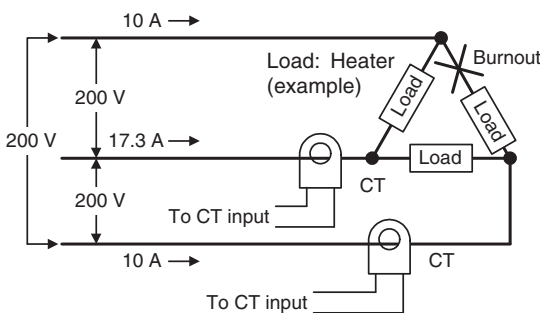 10 A
Load: Heater
(example)
Burnout
Load
Load
200 V
200 V
17.3 A
Load
CT
200 V
To CT input
10 A
CT
To CT input